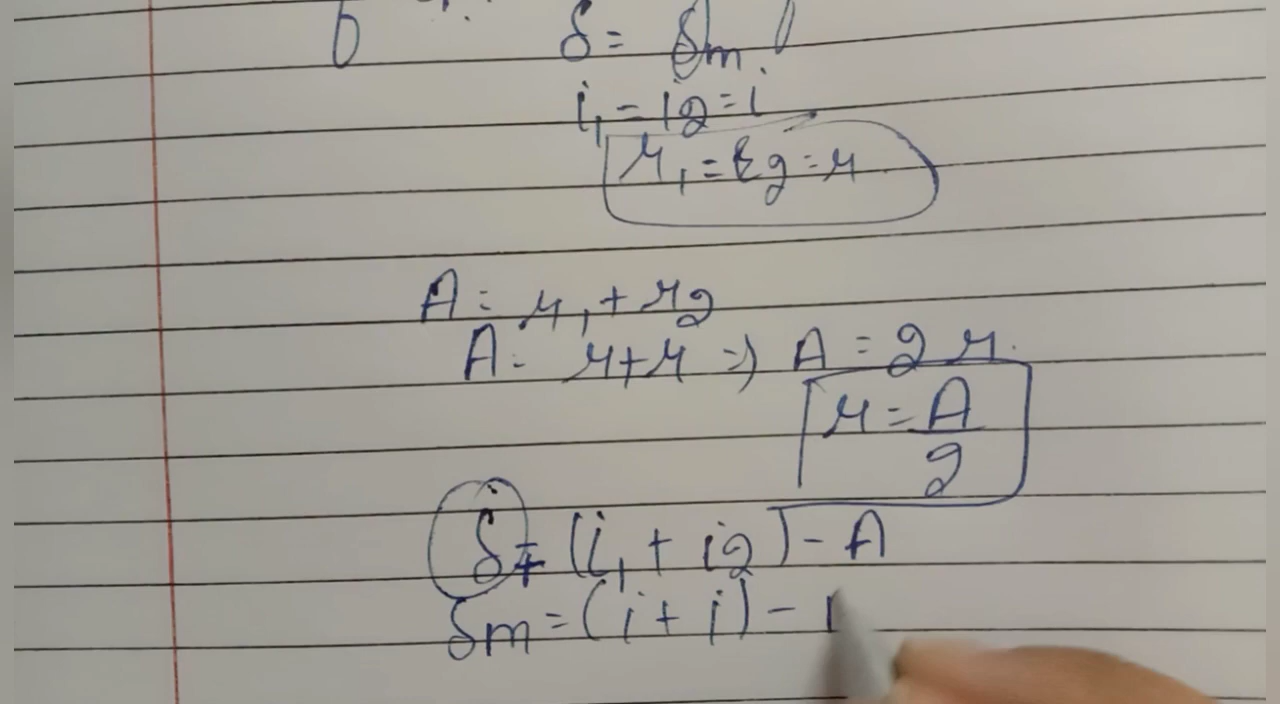 δ = δm
i₁ = i₂ = i
r₁ = r₂ = r
A = r₁ + r₂
A = r + r ⇒ A = 2r
r = A/2
δ = (i₁ + i₂) - A
δm = (i + i) -